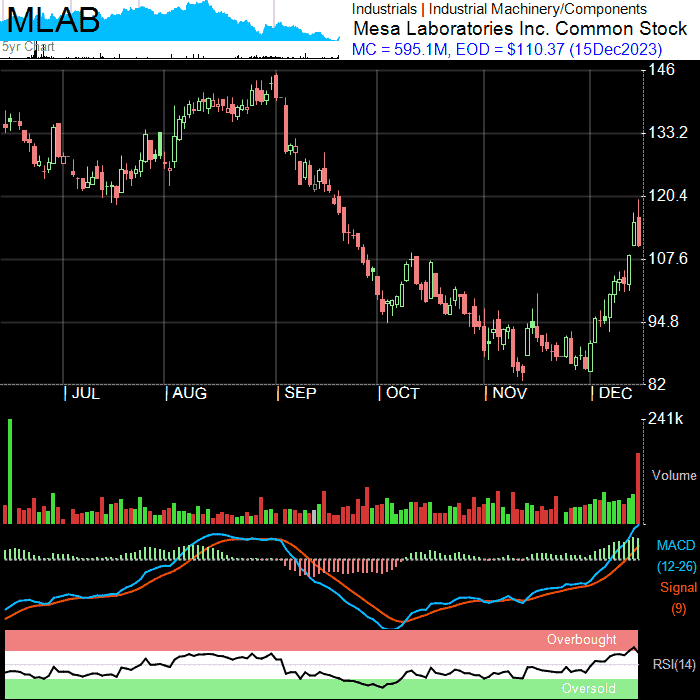 MLAB
5yr Chart
Industrials | Industrial Machinery/Components
Mesa Laboratories Inc. Common Stock
MC = 595.1M, EOD = $110.37 (15Dec2023)
146
133.2
120.4
107.6
94.8
82
JUL
AUG
SEP
OCT
NOV
DEC
241k
Volume
MACD
(12-26)
Signal
(9)
Overbought
RSI(14)
Oversold